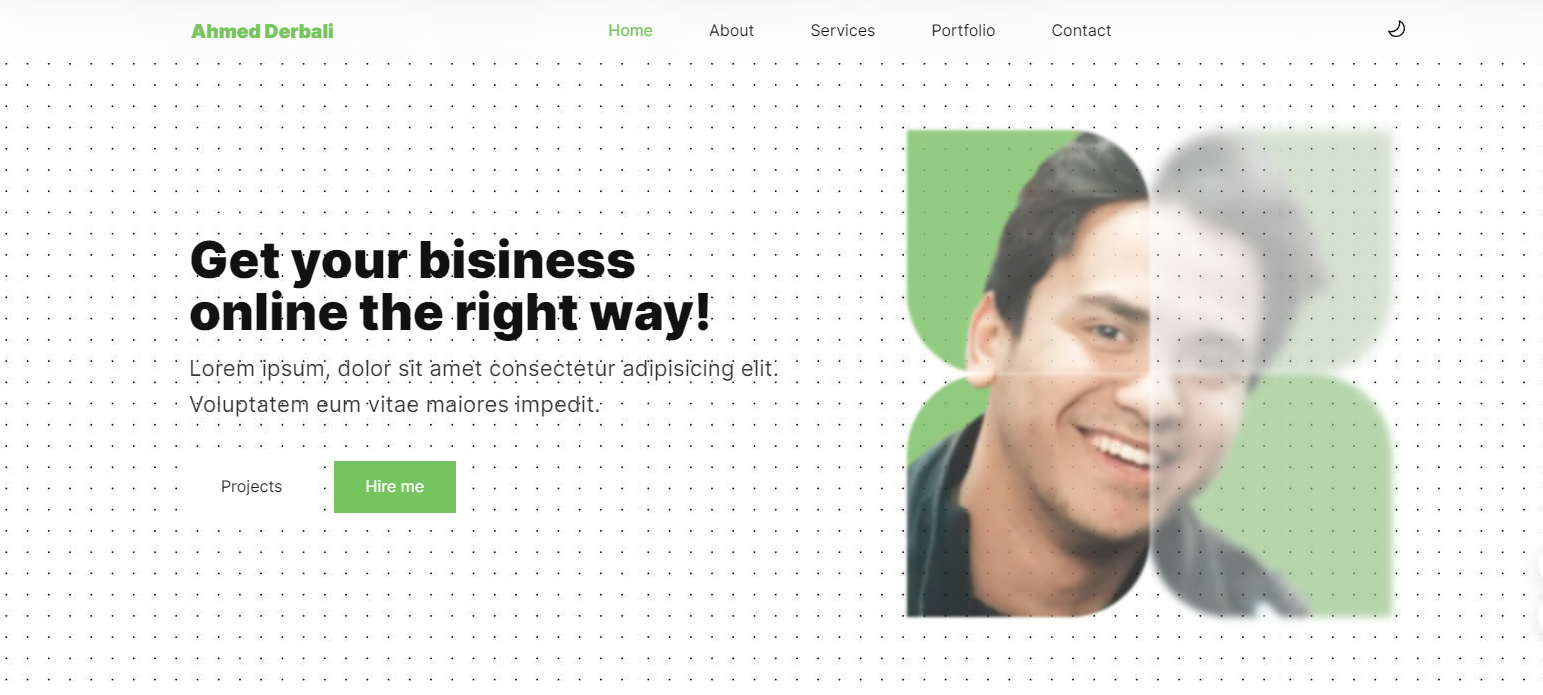 Ahmed Derbali
Home About Services Portfolio Contact
Get your bisiness
online the right way!
Lorem ipsum, dolor sit amet consectetur adipisicing elit.
Voluptatem eum vitae maiores impedit.
Projects Hire me